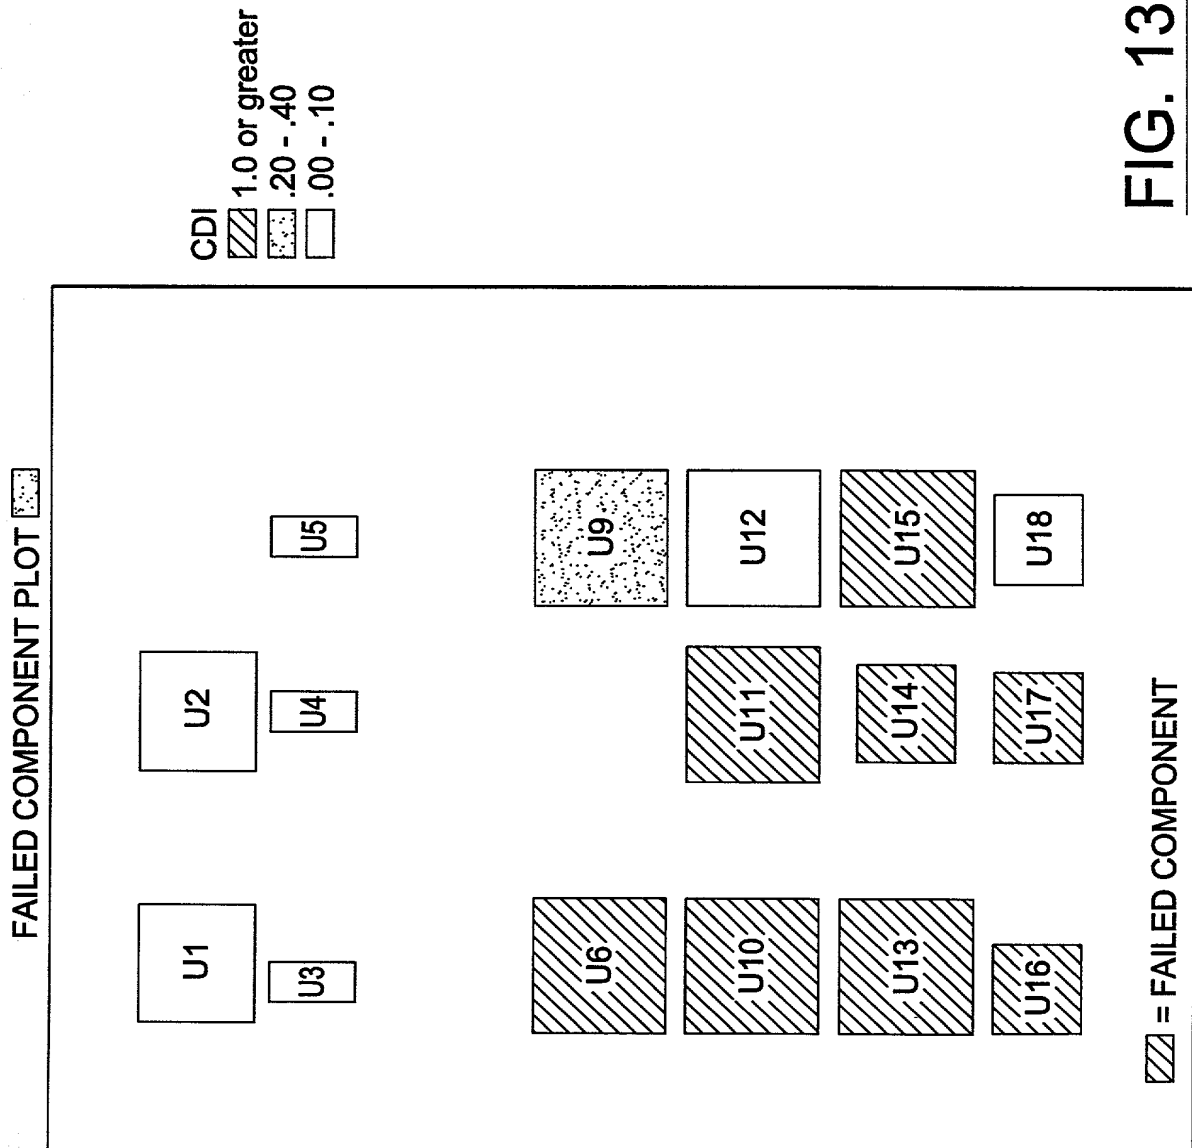 FAILED COMPONENT PLOT
CDI
1.0 or greater
.20 - .40
.00 - .10
U1
U2
U3
U4
U5
U6
U9
U10
U11
U12
U13
U14
U15
U16
U17
U18
= FAILED COMPONENT
FIG. 13